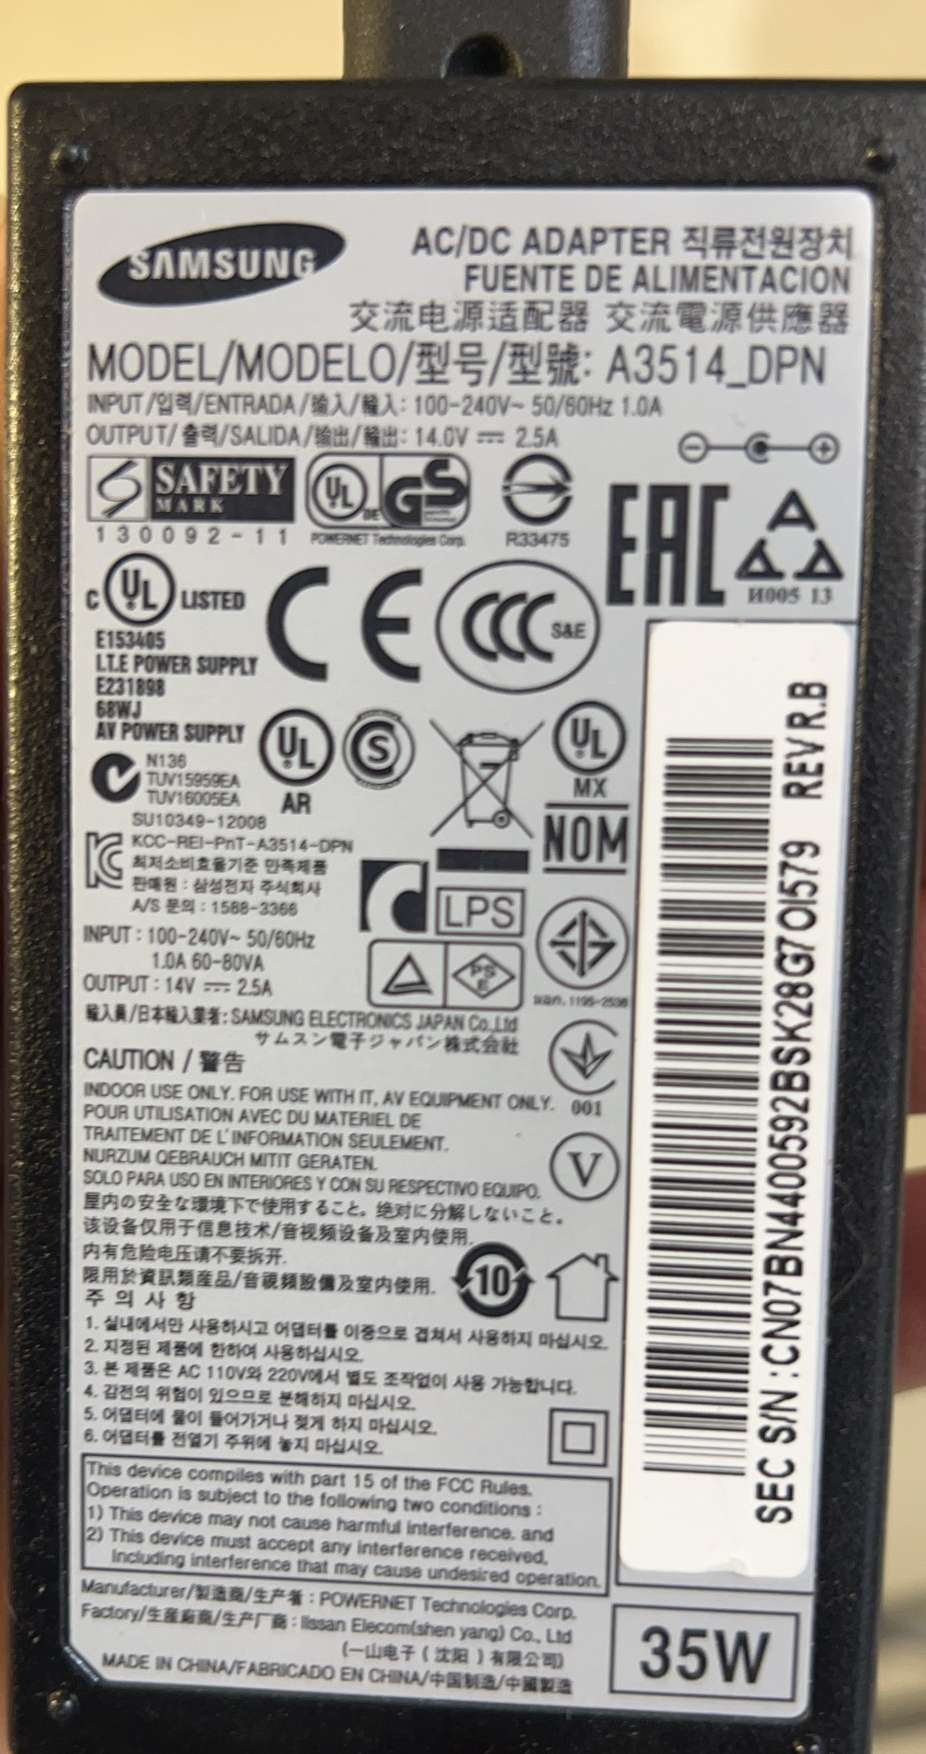 SAMSUNG
AC/DC ADAPTER 직류전원장치
FUENTE DE ALIMENTACION
交流电源适配器 交流電源供應器
MODEL/MODELO/型号/型號: A3514_DPN
INPUT/입력/ENTRADA/输入/輸入: 100-240V~ 50/60Hz 1.0A
OUTPUT/출력/SALIDA/输出/輸出: 14.0V ⎓ 2.5A
SAFETY
MARK
130092-11
UL
DE
GS
POWERNET Technologies Corp.
R33475
EAC
И005 13
C UL LISTED
E153405
I.T.E POWER SUPPLY
E231898
68WJ
AV POWER SUPPLY
CE
CCC S&E
UL
AR
S
UL
MX
NOM
N136
TUV15959EA
TUV16005EA
SU10349-12008
KCC-REI-PnT-A3514-DPN
최저소비효율기준 만족제품
판매원 : 삼성전자 주식회사
A/S 문의 : 1588-3366
LPS
INPUT : 100-240V~ 50/60Hz
1.0A 60-80VA
OUTPUT : 14V ⎓ 2.5A
PS
E
มอก. 1195-2536
輸入員/日本輸入業者: SAMSUNG ELECTRONICS JAPAN Co.,Ltd
サムスン電子ジャパン株式会社
CAUTION / 警告
INDOOR USE ONLY. FOR USE WITH IT, AV EQUIPMENT ONLY.
001
POUR UTILISATION AVEC DU MATERIEL DE
TRAITEMENT DE L'INFORMATION SEULEMENT.
NURZUM GEBRAUCH MITIT GERATEN.
SOLO PARA USO EN INTERIORES Y CON SU RESPECTIVO EQUIPO.
V
屋内の安全な環境下で使用すること。絶対に分解しないこと。
该设备仅用于信息技术/音视频设备及室内使用.
内有危险电压请不要拆开.
限用於資訊類産品/音視頻設備及室内使用.
10
주 의 사 항
1. 실내에서만 사용하시고 어댑터를 이중으로 겹쳐서 사용하지 마십시오.
2. 지정된 제품에 한하여 사용하십시오.
3. 본 제품은 AC 110V와 220V에서 별도 조작없이 사용 가능합니다.
4. 감전의 위험이 있으므로 분해하지 마십시오.
5. 어댑터에 물이 들어가거나 젖게 하지 마십시오.
6. 어댑터를 전열기 주위에 놓지 마십시오.
This device complies with part 15 of the FCC Rules.
Operation is subject to the following two conditions :
1) This device may not cause harmful interference, and
2) This device must accept any interference received,
Including interference that may cause undesired operation.
Manufacturer/製造商/生产者 : POWERNET Technologies Corp.
Factory/生産廠商/生产厂商 : Ilssan Elecom(shen yang) Co., Ltd
(一山电子 ( 沈阳 ) 有限公司)
MADE IN CHINA/FABRICADO EN CHINA/中国制造/中國製造
35W
SEC S/N : CN07BN4400592BSK28G7OI579 REV R.B